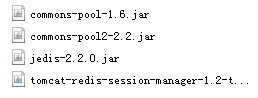 commons-pool-1.6.jar
commons-pool2-2.2.jar
jedis-2.2.0.jar
tomcat-redis-session-manager-1.2-t...